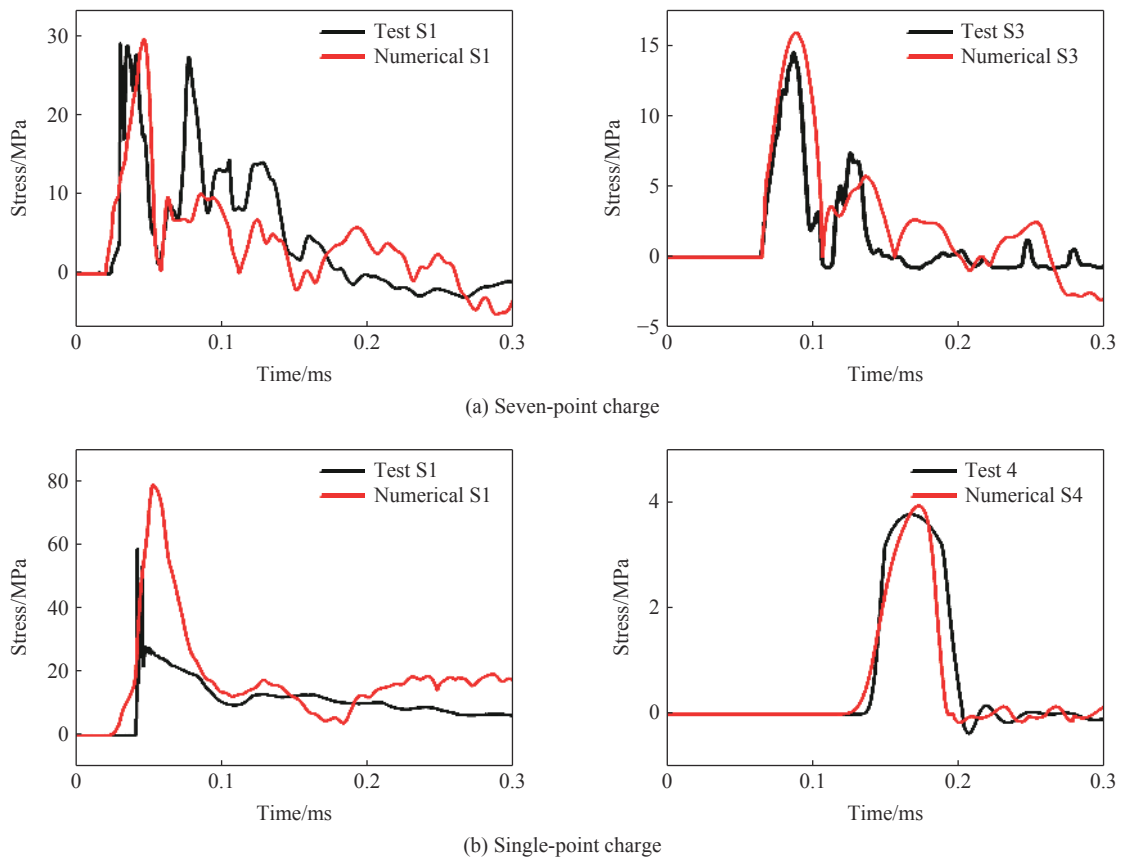 Test S1
Numerical S1
30
20
10
0
Stress/MPa
0
0.1
0.2
0.3
Time/ms
Test S3
Numerical S3
15
10
5
0
−5
Stress/MPa
0
0.1
0.2
0.3
Time/ms
(a) Seven-point charge
Test S1
Numerical S1
80
60
40
20
0
Stress/MPa
0
0.1
0.2
0.3
Time/ms
Test 4
Numerical S4
4
2
0
Stress/MPa
0
0.1
0.2
0.3
Time/ms
(b) Single-point charge